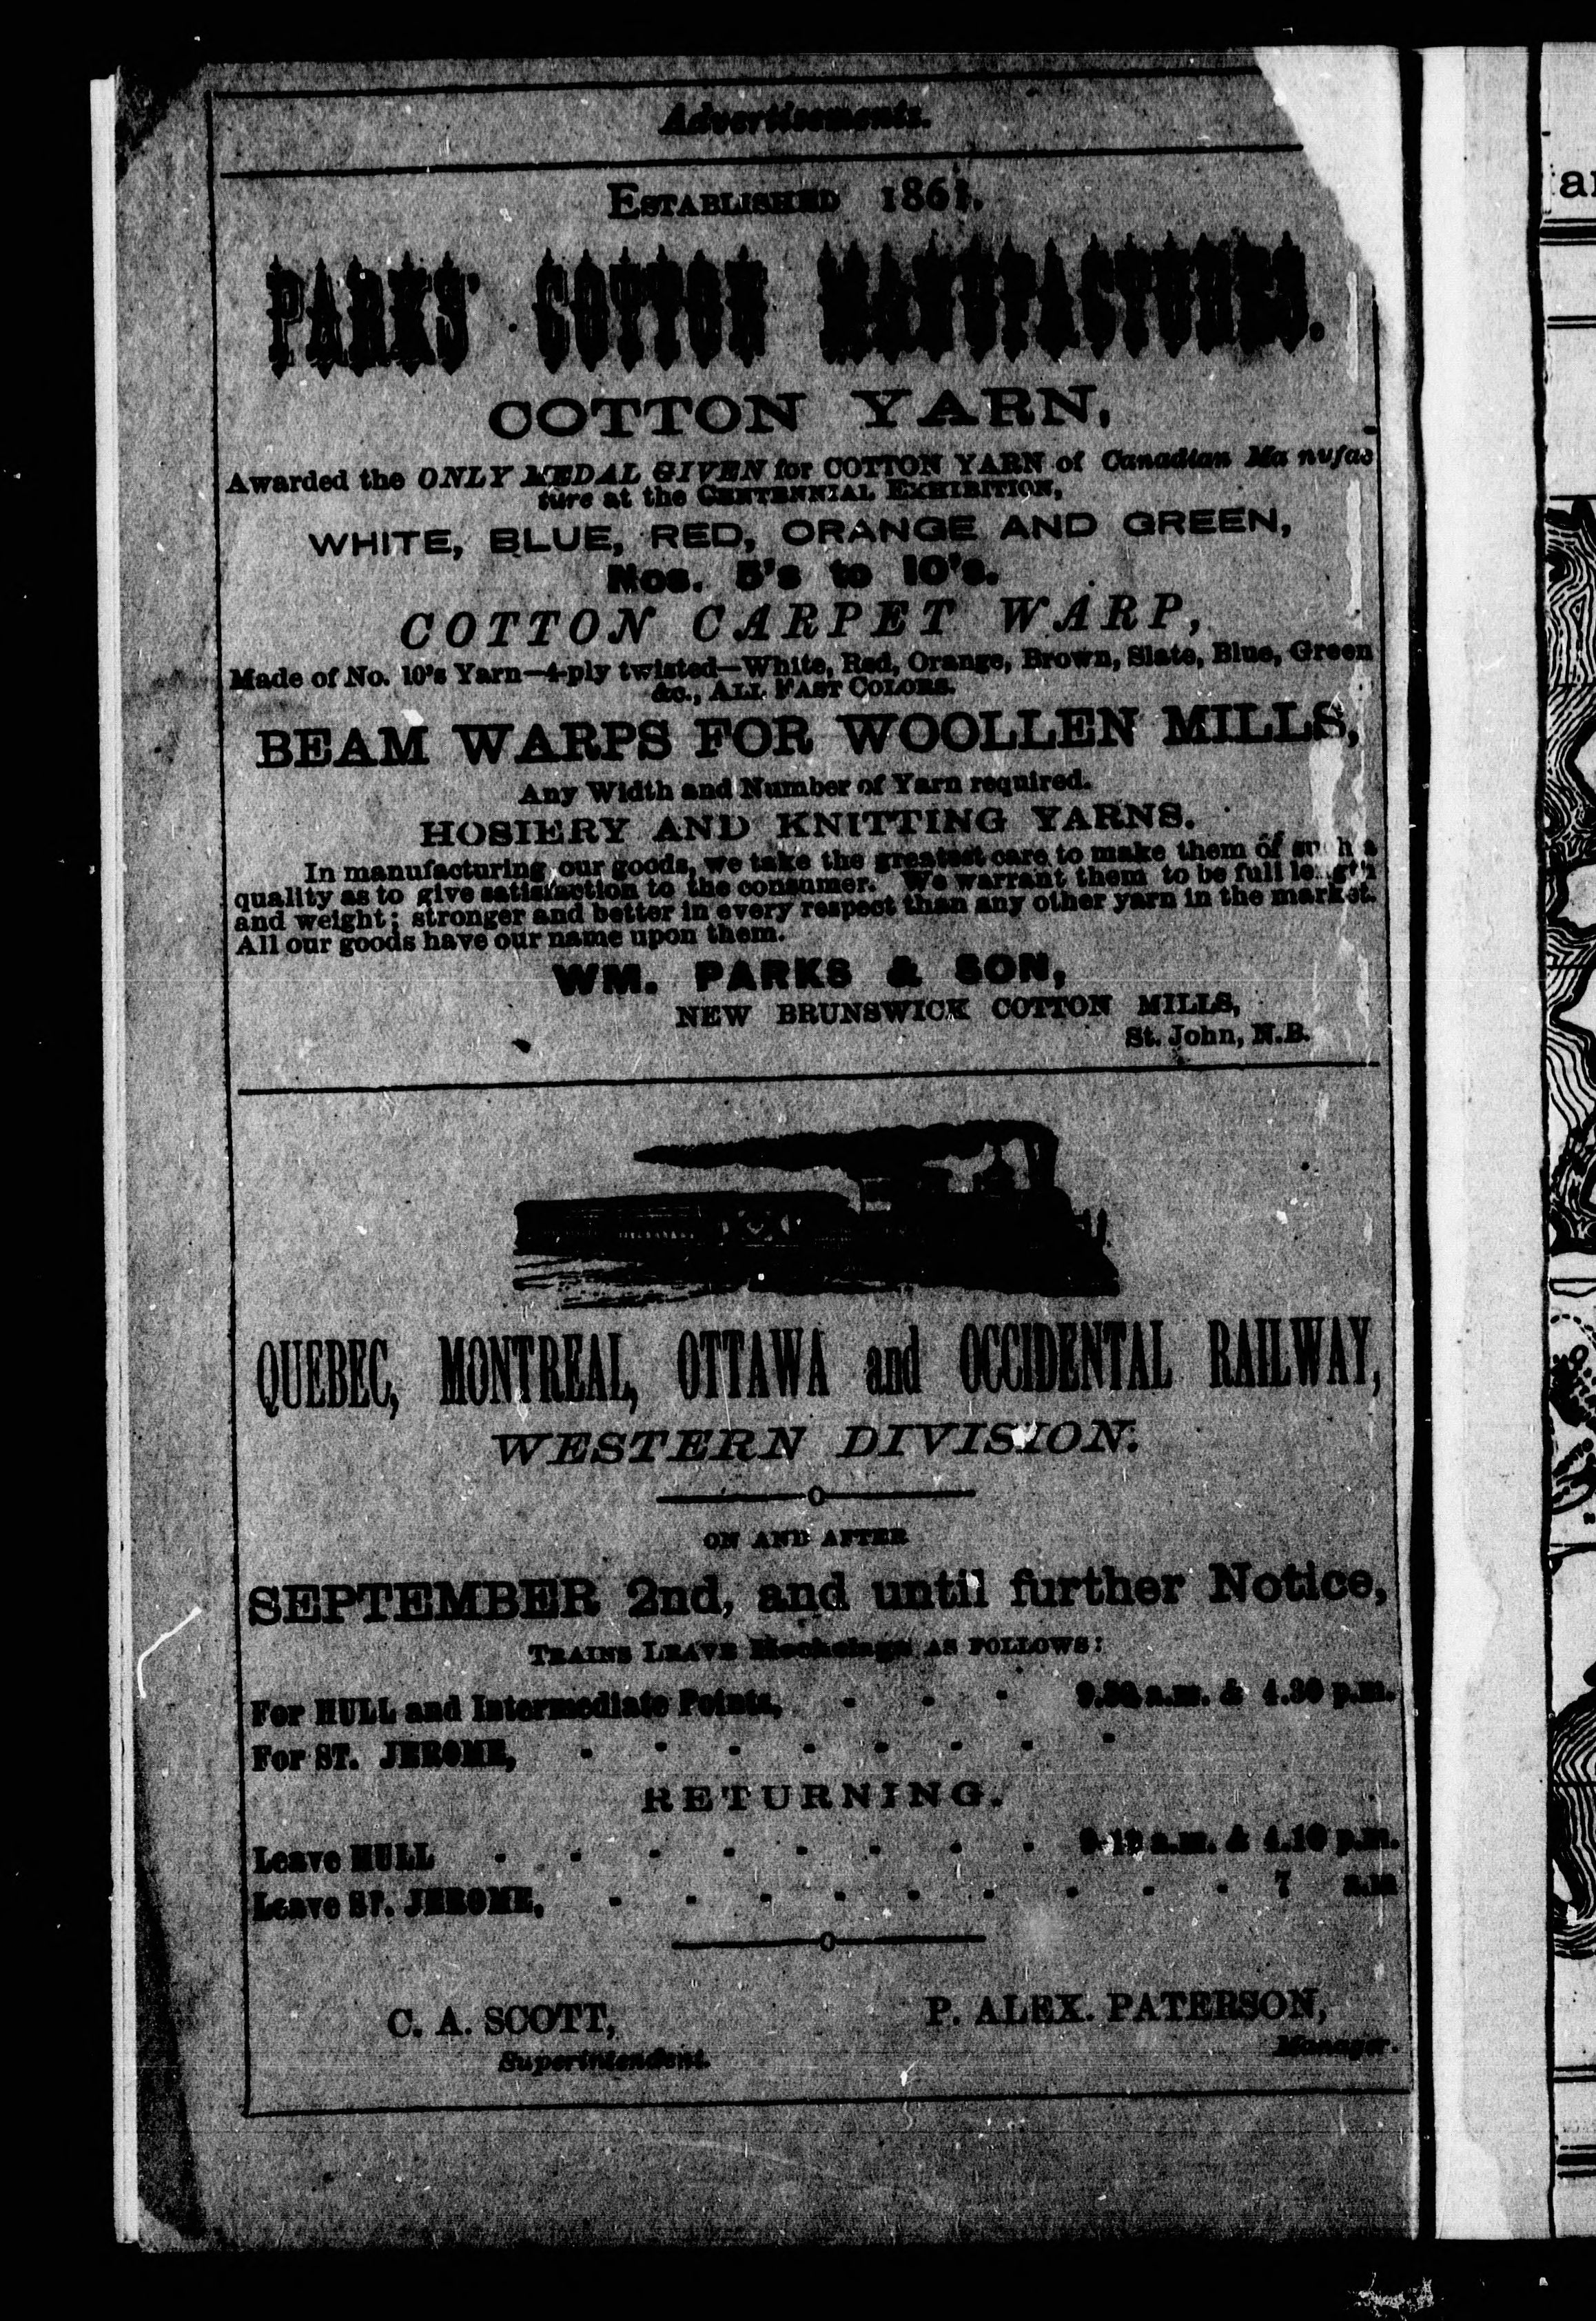 Advertisements.
ESTABLISHED 1861.
PARKS' COTTON MANUFACTURES.
COTTON YARN,
Awarded the ONLY MEDAL GIVEN for COTTON YARN of Canadian Ma nufac
ture at the CENTENNIAL EXHIBITION,
WHITE, BLUE, RED, ORANGE AND GREEN,
Nos. 5's to 10's.
COTTON CARPET WARP,
Made of No. 10's Yarn—4-ply twisted—White, Red, Orange, Brown, Slate, Blue, Green
&c., ALL FAST COLORS.
BEAM WARPS FOR WOOLLEN MILLS,
Any Width and Number of Yarn required.
HOSIERY AND KNITTING YARNS.
In manufacturing our goods, we take the greatest care to make them of such a
quality as to give satisfaction to the consumer. We warrant them to be full length
and weight; stronger and better in every respect than any other yarn in the market.
All our goods have our name upon them.
WM. PARKS & SON,
NEW BRUNSWICK COTTON MILLS,
St. John, N.B.
QUEBEC, MONTREAL, OTTAWA and OCCIDENTAL RAILWAY,
WESTERN DIVISION.
ON AND AFTER
SEPTEMBER 2nd, and until further Notice,
TRAINS LEAVE Hochelaga AS FOLLOWS:
For HULL and Intermediate Points, - - - 9.30 a.m. & 4.30 p.m.
For ST. JEROME, - - - - - - - -
RETURNING.
Leave HULL - - - - - - - - 9.10 a.m. & 4.10 p.m.
Leave ST. JEROME, - - - - - - - - - 7 a.m
C. A. SCOTT,
Superintendent.
P. ALEX. PATERSON,
Manager.